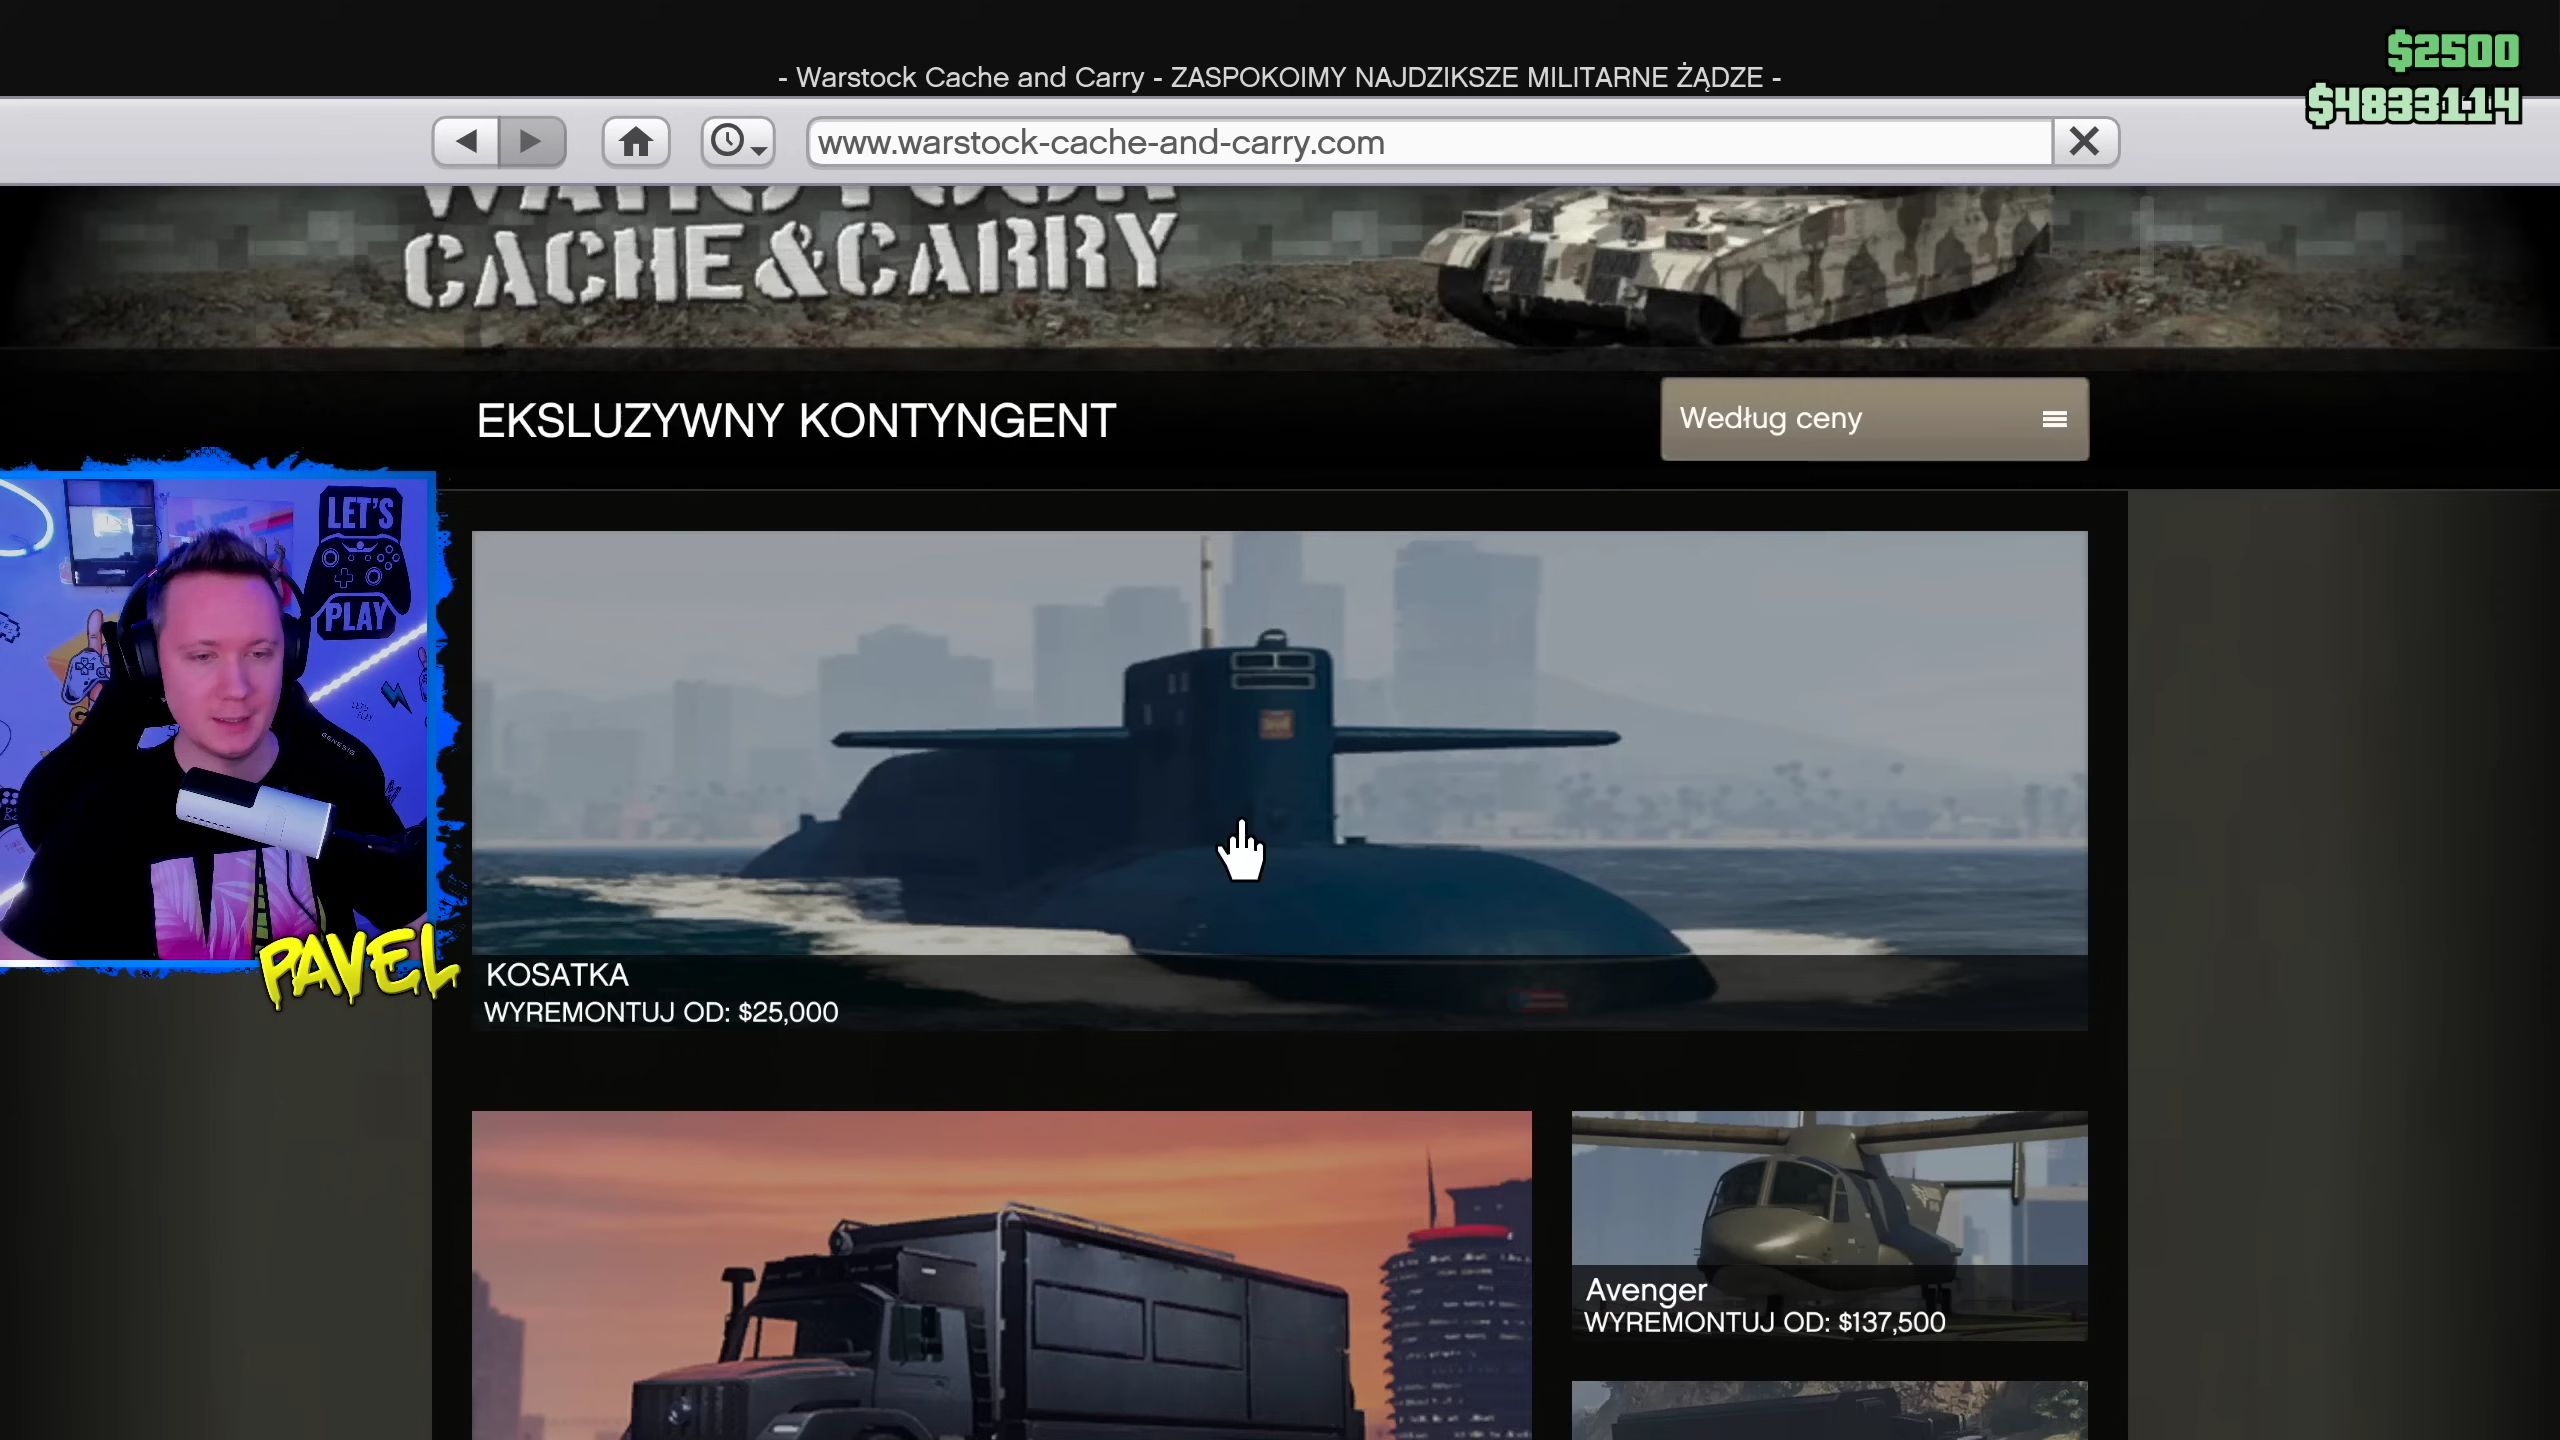 $2500
- Warstock Cache and Carry - ZASPOKOIMY NAJDZIKSZE MILITARNE ŻĄDZE -
$4833114
www.warstock-cache-and-carry.com
CACHE&CARRY
EKSLUZYWNY KONTYNGENT
Według ceny
LET'S
PLAY
GENESIS
PAVEL
KOSATKA
WYREMONTUJ OD: $25,000
Avenger
WYREMONTUJ OD: $137,500